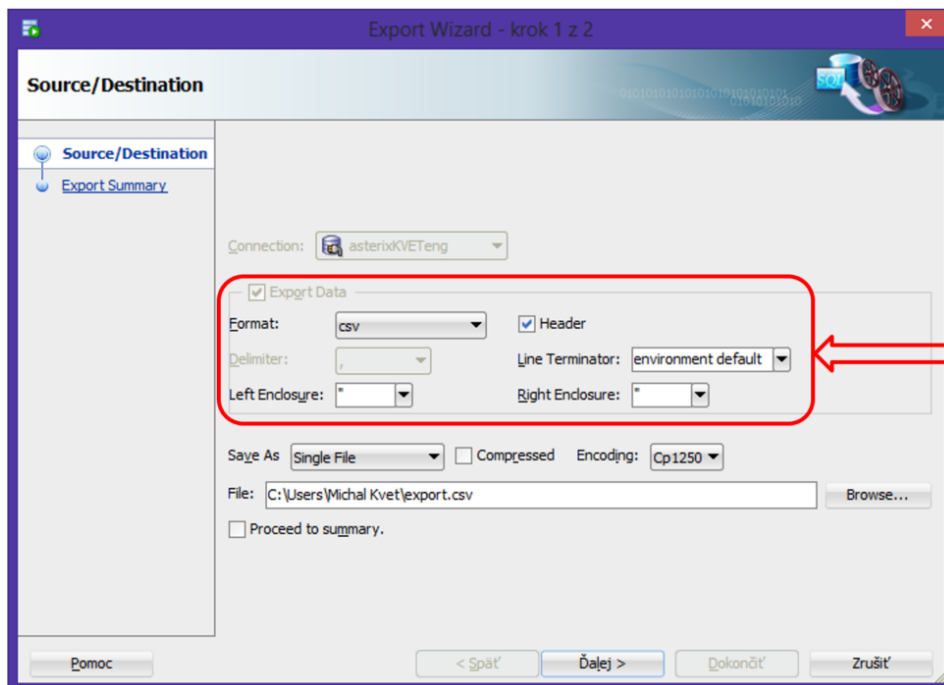 Export Wizard - krok 1 z 2
Source/Destination
SQL
01010101010101010101010101
01010101010
Source/Destination
Export Summary
Connection: asterixKVETeng
Export Data
Format: csv Header
Delimiter: , Line Terminator: environment default
Left Enclosure: " Right Enclosure: "
Save As Single File Compressed Encoding: Cp1250
File: C:\Users\Michal Kvet\export.csv Browse...
Proceed to summary.
Pomoc < Späť Ďalej > Dokončiť Zrušiť